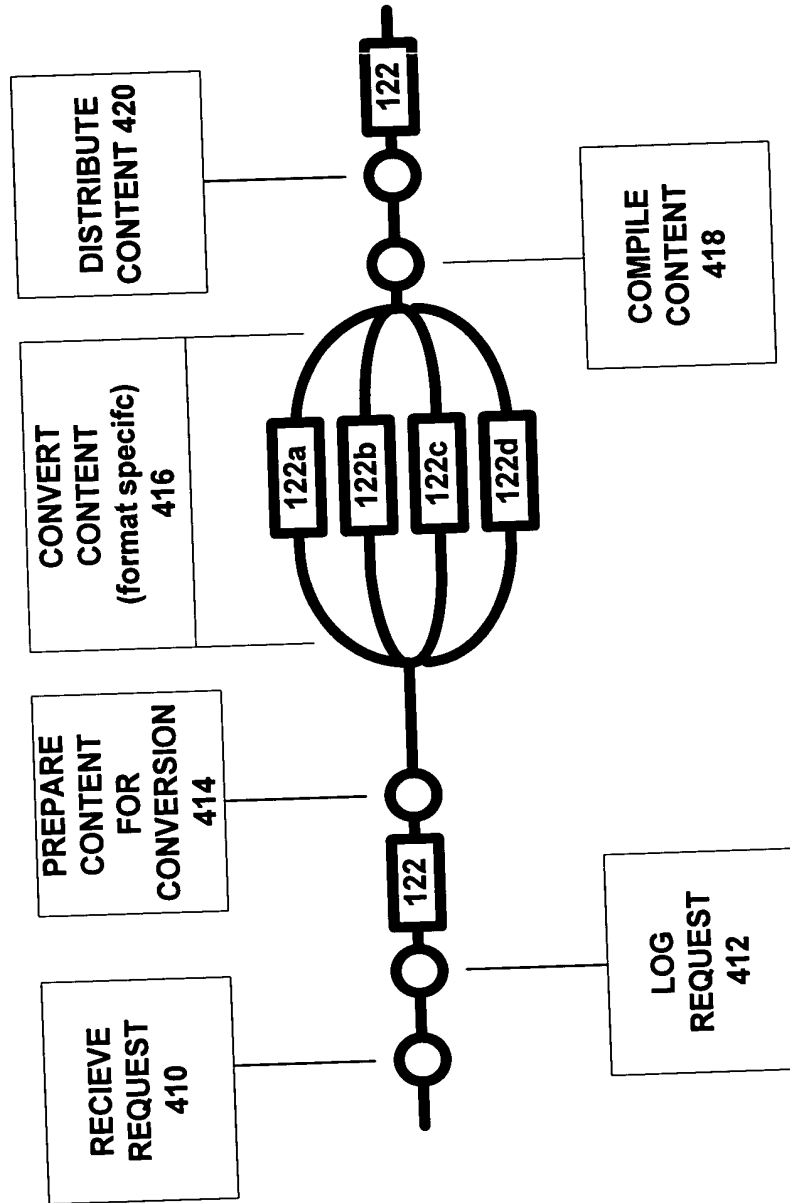 RECIEVE
REQUEST
410
LOG
REQUEST
412
122
PREPARE
CONTENT
FOR
CONVERSION
414
CONVERT
CONTENT
(format specifc)
416
122a
122b
122c
122d
COMPILE
CONTENT
418
DISTRIBUTE
CONTENT 420
122